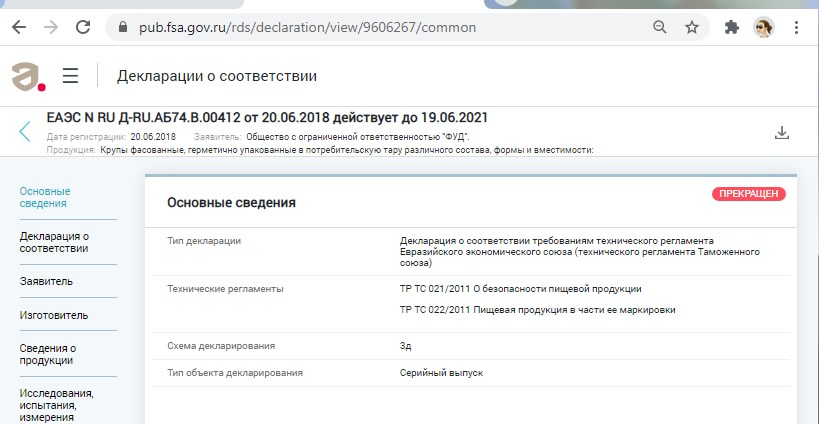 pub.fsa.gov.ru/rds/declaration/view/9606267/common
Декларации о соответствии
ЕАЭС N RU Д-RU.АБ74.В.00412 от 20.06.2018 действует до 19.06.2021
Дата регистрации: 20.06.2018 Заявитель: Общество с ограниченной ответственностью "ФУД".
Продукция: Крупы фасованные, герметично упакованные в потребительскую тару различного состава, формы и вместимости:
Основные
сведения
Декларация о
соответствии
Заявитель
Изготовитель
Сведения о
продукции
Исследования,
испытания,
измерения
Основные сведения
ПРЕКРАЩЕН
Тип декларации
Декларация о соответствии требованиям технического регламента
Евразийского экономического союза (технического регламента Таможенного
союза)
Технические регламенты
ТР ТС 021/2011 О безопасности пищевой продукции
ТР ТС 022/2011 Пищевая продукция в части ее маркировки
Схема декларирования
3д
Тип объекта декларирования
Серийный выпуск